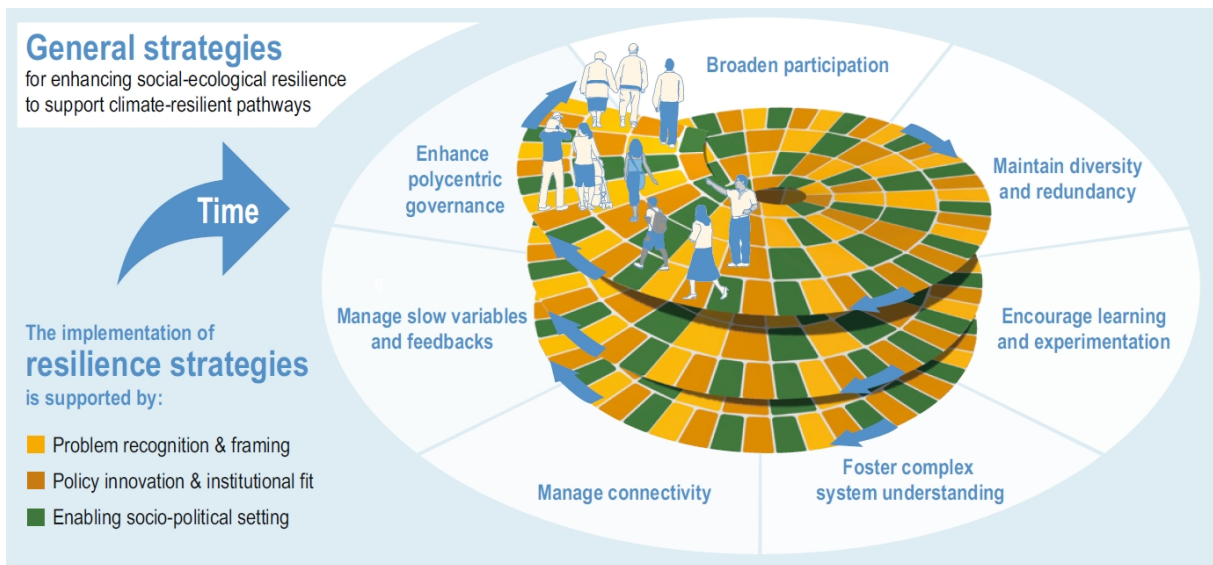 General strategies
for enhancing social-ecological resilience
to support climate-resilient pathways
Time
The implementation of
resilience strategies
is supported by:
Problem recognition & framing
Policy innovation & institutional fit
Enabling socio-political setting
Broaden participation
Maintain diversity
and redundancy
Encourage learning
and experimentation
Foster complex
system understanding
Manage connectivity
Manage slow variables
and feedbacks
Enhance
polycentric
governance